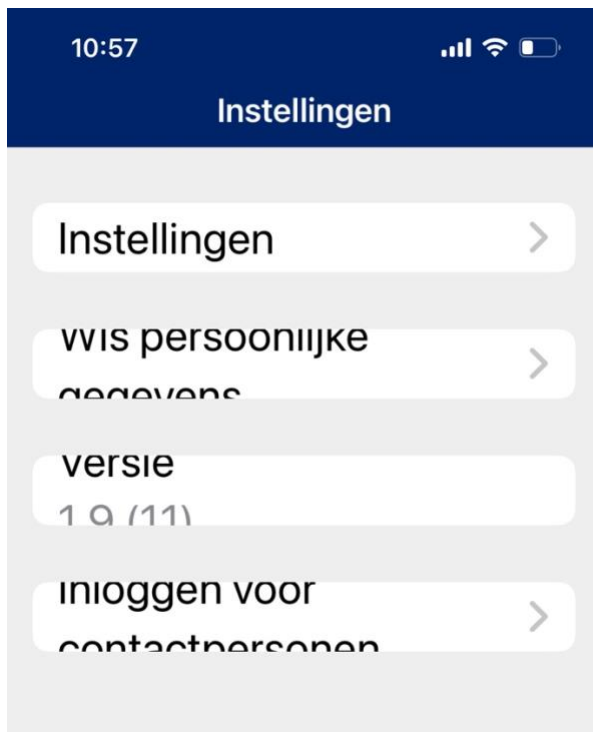 10:57
Instellingen
Instellingen
Wis persoonlijke
gegevens
Versie
1.9 (11)
Inloggen voor
contactpersonen